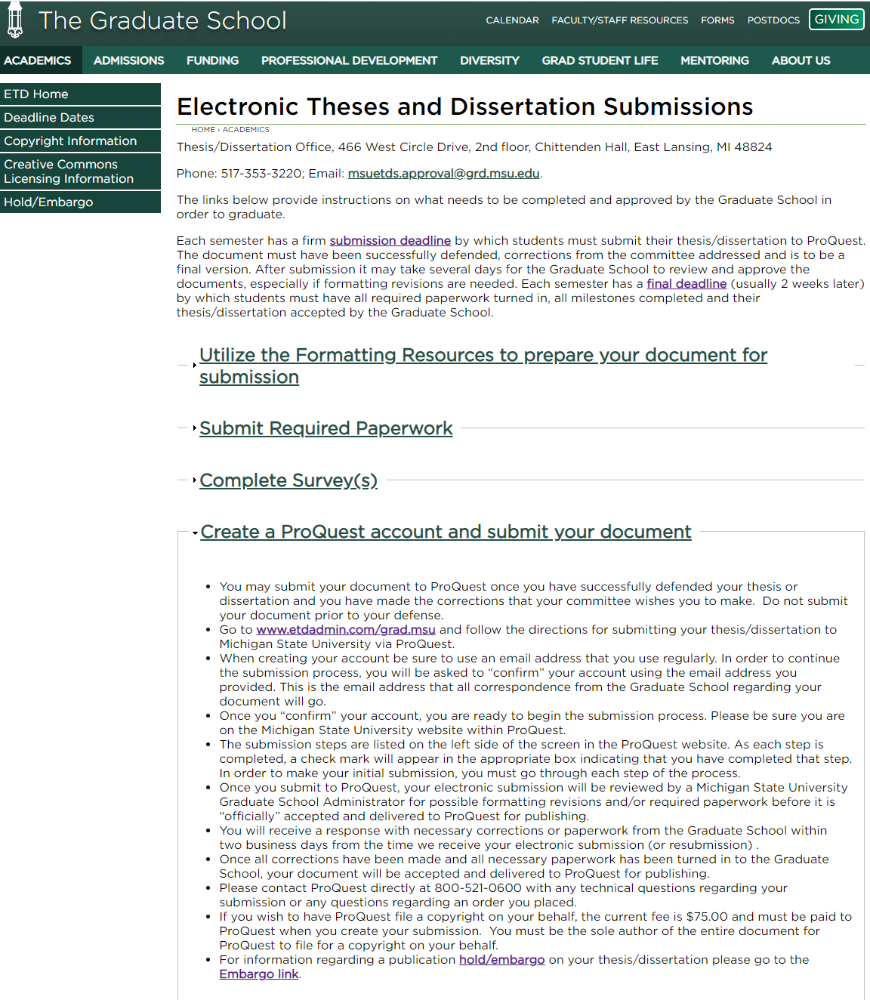 The Graduate School
CALENDAR FACULTY/STAFF RESOURCES FORMS POSTDOCS GIVING
ACADEMICS ADMISSIONS FUNDING PROFESSIONAL DEVELOPMENT DIVERSITY GRAD STUDENT LIFE MENTORING ABOUT US
ETD Home
Deadline Dates
Copyright Information
Creative Commons
Licensing Information
Hold/Embargo
Electronic Theses and Dissertation Submissions
HOME › ACADEMICS
Thesis/Dissertation Office, 466 West Circle Drive, 2nd floor, Chittenden Hall, East Lansing, MI 48824
Phone: 517-353-3220; Email: msuetds.approval@grd.msu.edu.
The links below provide instructions on what needs to be completed and approved by the Graduate School in
order to graduate.
Each semester has a firm submission deadline by which students must submit their thesis/dissertation to ProQuest.
The document must have been successfully defended, corrections from the committee addressed and is to be a
final version. After submission it may take several days for the Graduate School to review and approve the
documents, especially if formatting revisions are needed. Each semester has a final deadline (usually 2 weeks later)
by which students must have all required paperwork turned in, all milestones completed and their
thesis/dissertation accepted by the Graduate School.
Utilize the Formatting Resources to prepare your document for
submission
Submit Required Paperwork
Complete Survey(s)
Create a ProQuest account and submit your document
• You may submit your document to ProQuest once you have successfully defended your thesis or
dissertation and you have made the corrections that your committee wishes you to make.  Do not submit
your document prior to your defense.
• Go to www.etdadmin.com/grad.msu and follow the directions for submitting your thesis/dissertation to
Michigan State University via ProQuest.
• When creating your account be sure to use an email address that you use regularly. In order to continue
the submission process, you will be asked to “confirm” your account using the email address you
provided. This is the email address that all correspondence from the Graduate School regarding your
document will go.
• Once you “confirm” your account, you are ready to begin the submission process. Please be sure you are
on the Michigan State University website within ProQuest.
• The submission steps are listed on the left side of the screen in the ProQuest website. As each step is
completed, a check mark will appear in the appropriate box indicating that you have completed that step.
In order to make your initial submission, you must go through each step of the process.
• Once you submit to ProQuest, your electronic submission will be reviewed by a Michigan State University
Graduate School Administrator for possible formatting revisions and/or required paperwork before it is
“officially” accepted and delivered to ProQuest for publishing.
• You will receive a response with necessary corrections or paperwork from the Graduate School within
two business days from the time we receive your electronic submission (or resubmission) .
• Once all corrections have been made and all necessary paperwork has been turned in to the Graduate
School, your document will be accepted and delivered to ProQuest for publishing.
• Please contact ProQuest directly at 800-521-0600 with any technical questions regarding your
submission or any questions regarding an order you placed.
• If you wish to have ProQuest file a copyright on your behalf, the current fee is $75.00 and must be paid to
ProQuest when you create your submission.  You must be the sole author of the entire document for
ProQuest to file for a copyright on your behalf.
• For information regarding a publication hold/embargo on your thesis/dissertation please go to the
Embargo link.